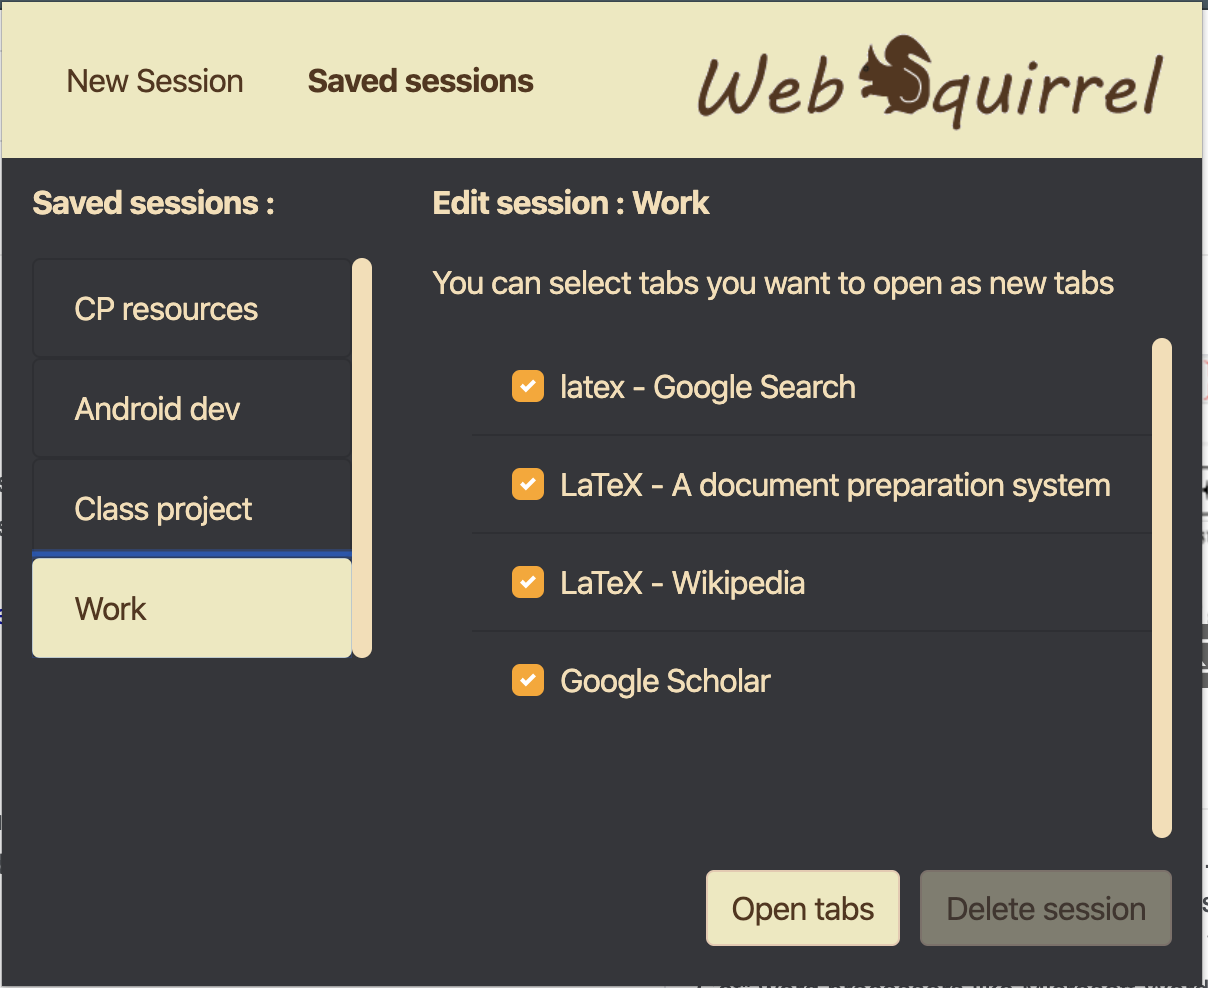 New Session
Saved sessions
Web Squirrel
Saved sessions :
CP resources
Android dev
Class project
Work
Edit session : Work
You can select tabs you want to open as new tabs
latex - Google Search
LaTeX - A document preparation system
LaTeX - Wikipedia
Google Scholar
Open tabs
Delete session